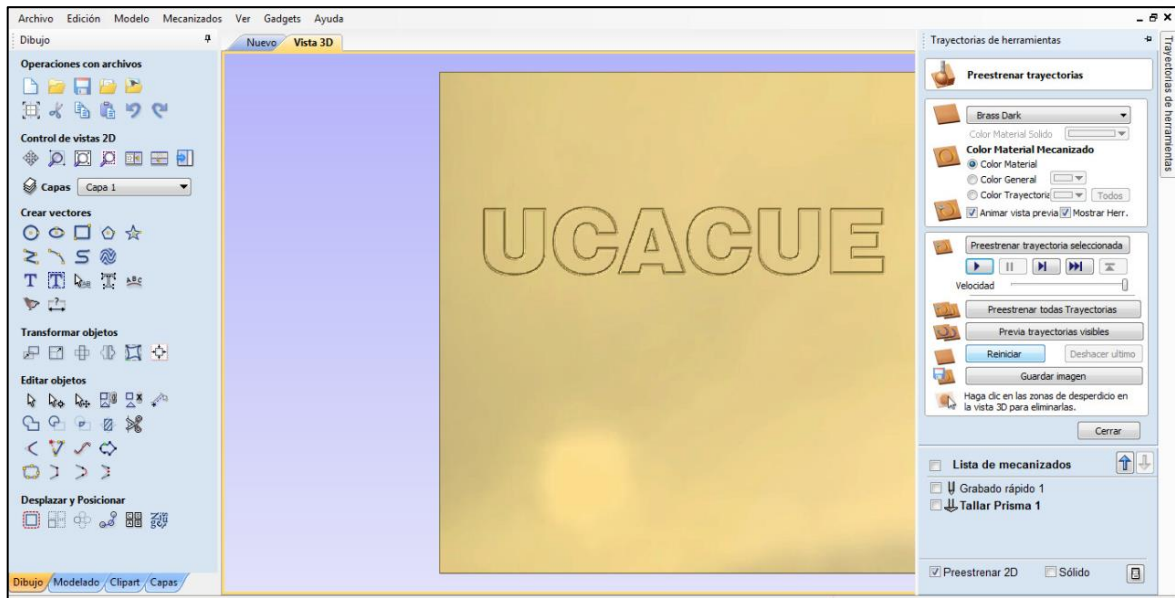 Archivo Edición Modelo Mecanizados Ver Gadgets Ayuda
Dibujo
Operaciones con archivos
Control de vistas 2D
Capas Capa 1
Crear vectores
Transformar objetos
Editar objetos
Desplazar y Posicionar
Dibujo Modelado Clipart Capas
Nuevo Vista 3D
UCACUE
Trayectorias de herramientas
Preestrenar trayectorias
Brass Dark
Color Material Solido
Color Material Mecanizado
Color Material
Color General
Color Trayectoria Todos
Animar vista previa Mostrar Herr.
Preestrenar trayectoria seleccionada
Velocidad
Preestrenar todas Trayectorias
Previa trayectorias visibles
Reiniciar Deshacer ultimo
Guardar imagen
Haga clic en las zonas de desperdicio en
la vista 3D para eliminarlas.
Cerrar
Lista de mecanizados
Grabado rápido 1
Tallar Prisma 1
Preestrenar 2D Sólido
Trayectorias de herramientas